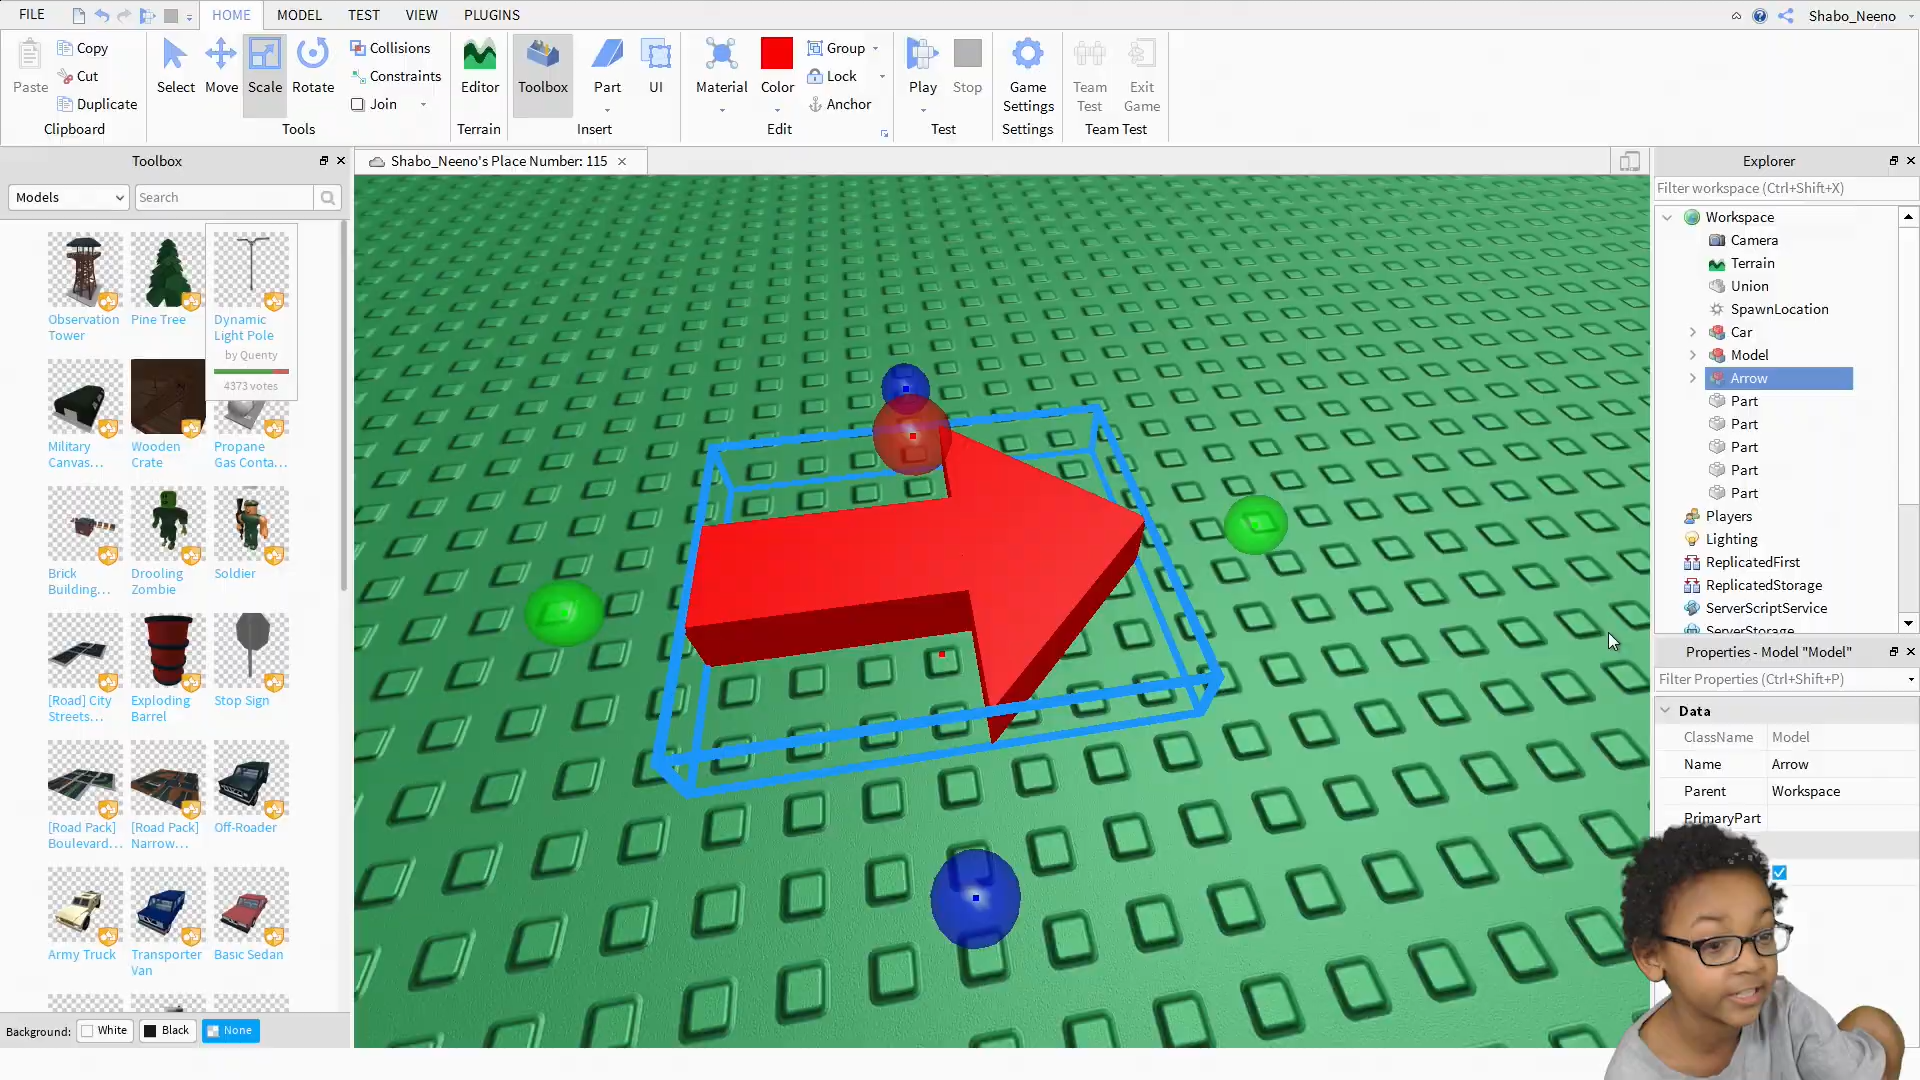 FILE
HOME
MODEL
TEST
VIEW
PLUGINS
Shabo_Neeno
Paste
Copy
Cut
Duplicate
Clipboard
Select
Move
Scale
Rotate
Collisions
Constraints
Join
Tools
Editor
Terrain
Toolbox
Part
UI
Insert
Material
Color
Group
Lock
Anchor
Edit
Play
Stop
Test
Game
Settings
Settings
Team
Test
Exit
Game
Team Test
Toolbox
Models
Search
Observation
Tower
Pine Tree
Dynamic
Light Pole
by Quenty
4373 votes
Military
Canvas...
Wooden
Crate
Propane
Gas Conta...
Brick
Building...
Drooling
Zombie
Soldier
[Road] City
Streets...
Exploding
Barrel
Stop Sign
[Road Pack]
Boulevard...
[Road Pack]
Narrow...
Off-Roader
Army Truck
Transporter
Van
Basic Sedan
Background:
White
Black
None
Shabo_Neeno's Place Number: 115
Explorer
Filter workspace (Ctrl+Shift+X)
Workspace
Camera
Terrain
Union
SpawnLocation
Car
Model
Arrow
Part
Part
Part
Part
Part
Players
Lighting
ReplicatedFirst
ReplicatedStorage
ServerScriptService
ServerStorage
Properties - Model "Model"
Filter Properties (Ctrl+Shift+P)
Data
ClassName Model
Name Arrow
Parent Workspace
PrimaryPart